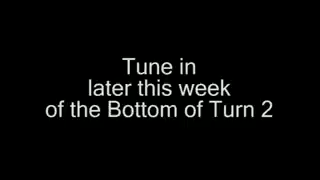 Tune in
later this week
of the Bottom of Turn 2